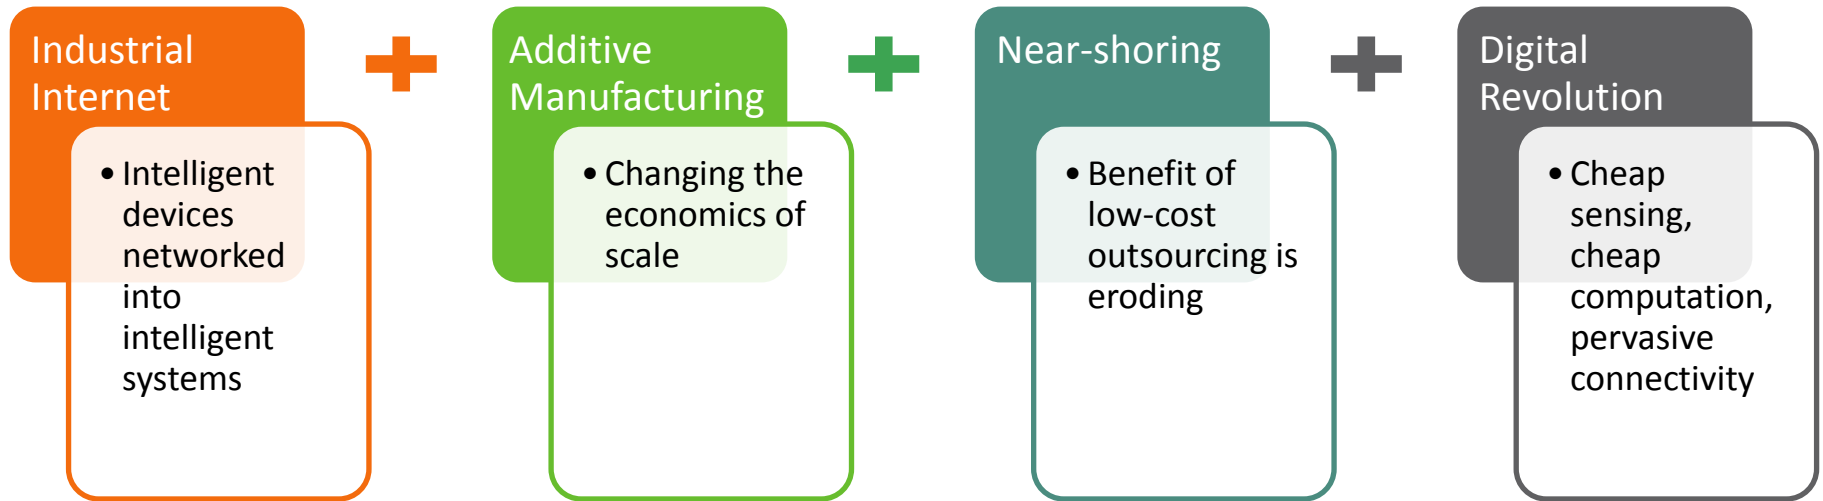 Industrial
Internet
• Intelligent
devices
networked
into
intelligent
systems
Additive
Manufacturing
• Changing the
economics of
scale
Near-shoring
• Benefit of
low-cost
outsourcing is
eroding
Digital
Revolution
• Cheap
sensing,
cheap
computation,
pervasive
connectivity